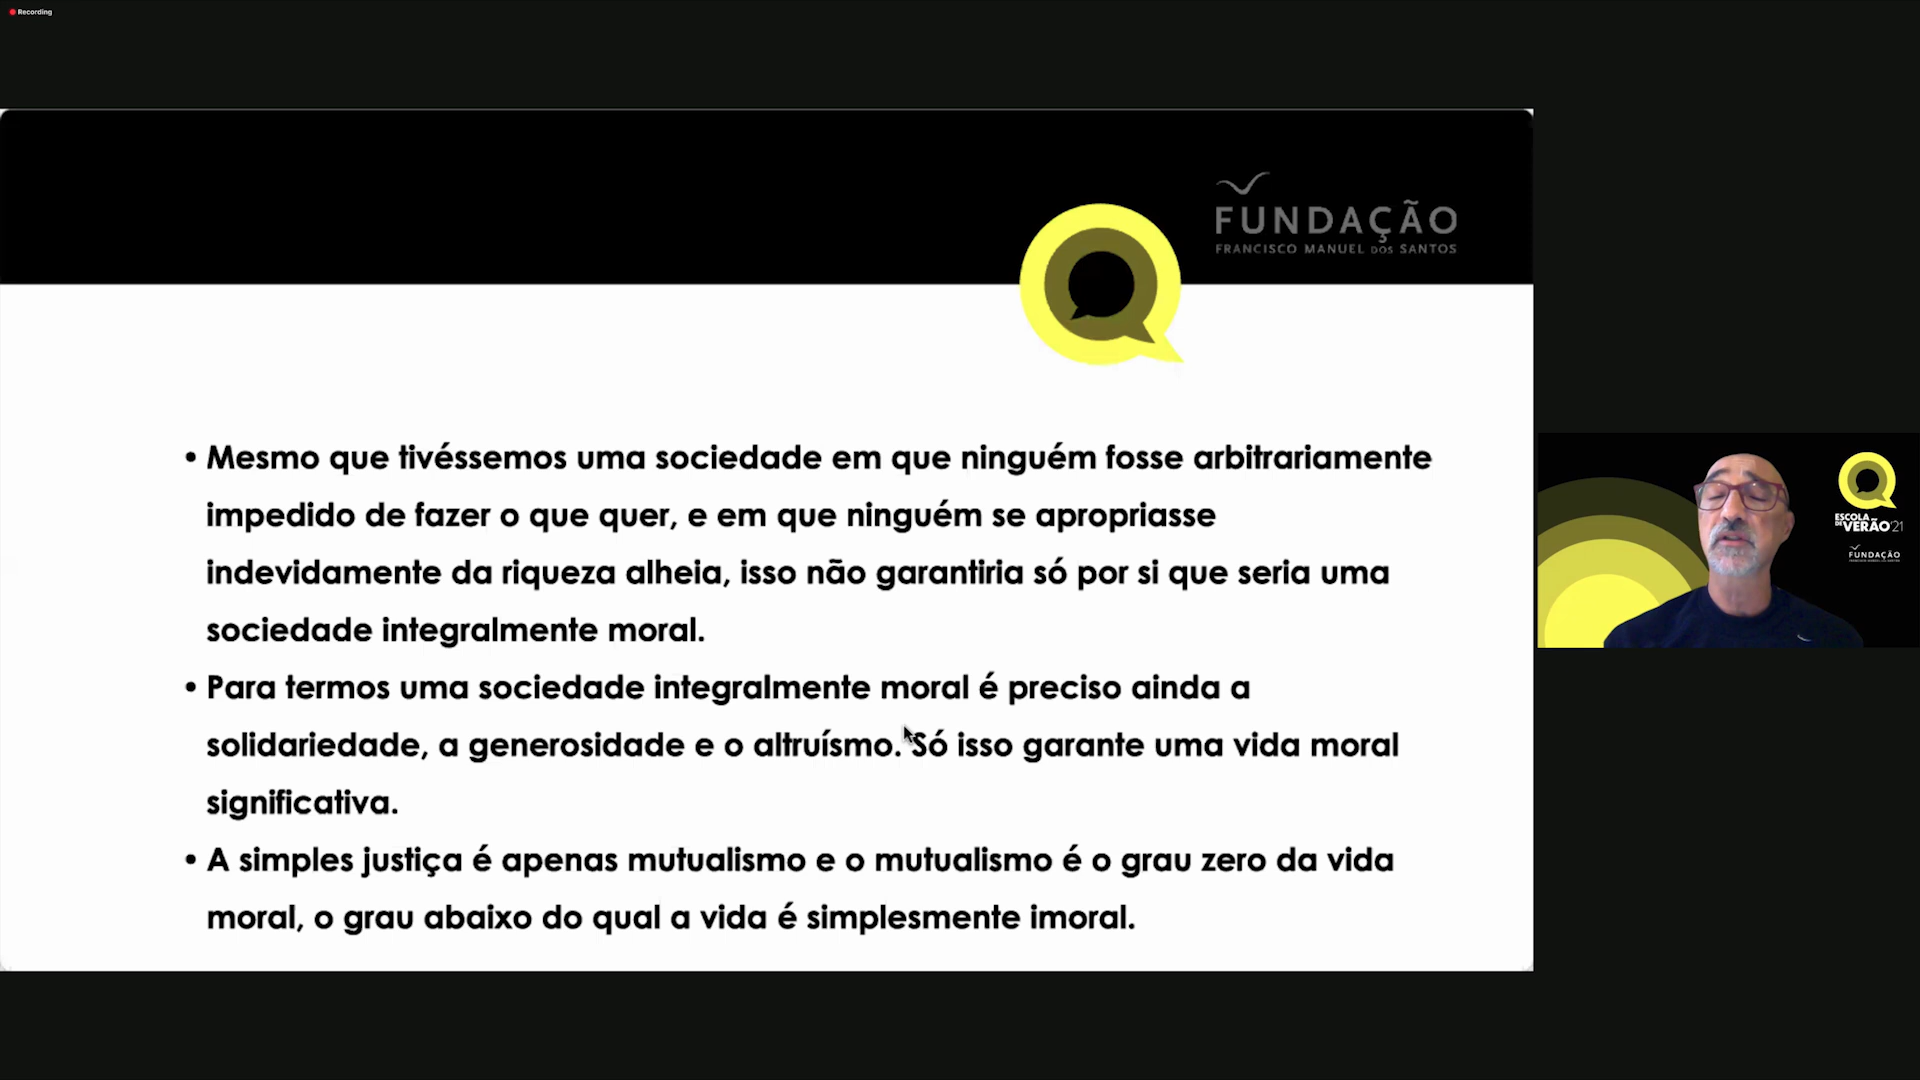 Recording
FUNDAÇÃO
FRANCISCO MANUEL DOS SANTOS
• Mesmo que tivéssemos uma sociedade em que ninguém fosse arbitrariamente
impedido de fazer o que quer, e em que ninguém se apropriasse
indevidamente da riqueza alheia, isso não garantiria só por si que seria uma
sociedade integralmente moral.
• Para termos uma sociedade integralmente moral é preciso ainda a
solidariedade, a generosidade e o altruísmo. Só isso garante uma vida moral
significativa.
• A simples justiça é apenas mutualismo e o mutualismo é o grau zero da vida
moral, o grau abaixo do qual a vida é simplesmente imoral.
ESCOLA
DE VERÃO'21
FUNDAÇÃO